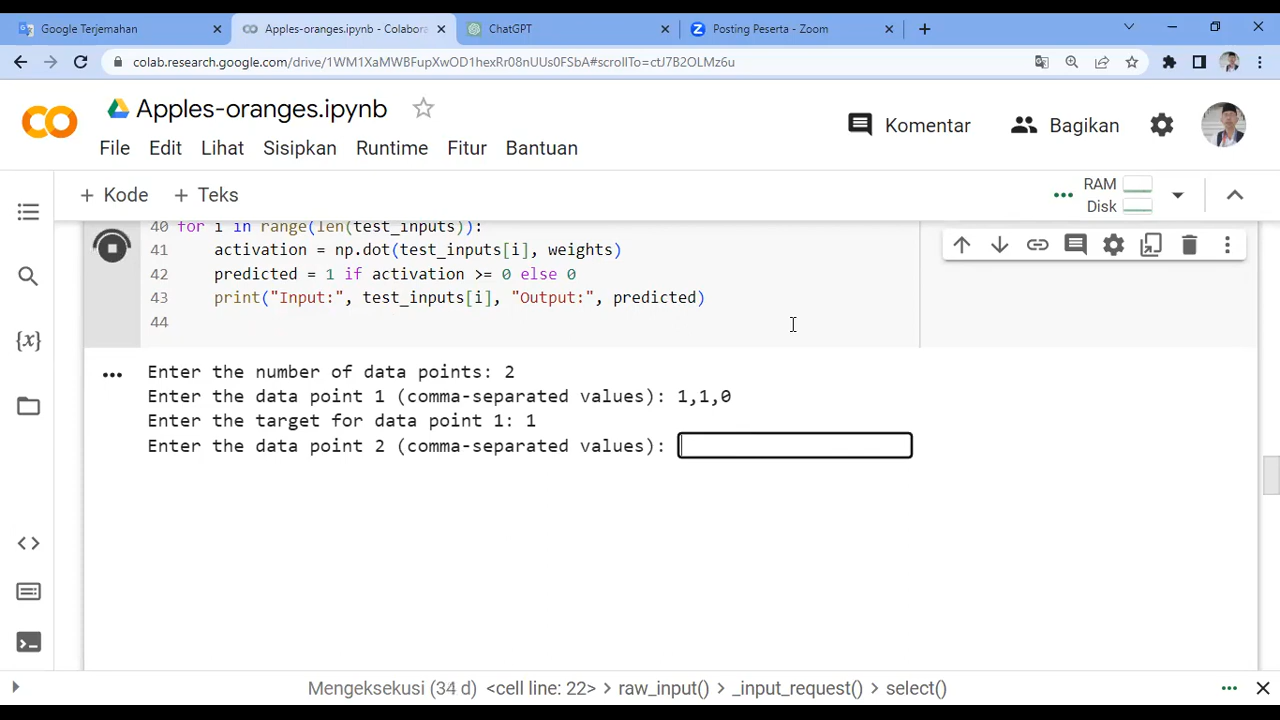 Google Terjemahan
Apples-oranges.ipynb - Colabora
ChatGPT
Posting Peserta - Zoom
colab.research.google.com/drive/1WM1XaMWBFupXwOD1hexRr08nUUs0FSbA#scrollTo=ctJ7B2OLMz6u
Apples-oranges.ipynb
Komentar
Bagikan
File Edit Lihat Sisipkan Runtime Fitur Bantuan
+ Kode + Teks
RAM
Disk
40 for i in range(len(test_inputs)):
41 activation = np.dot(test_inputs[i], weights)
42 predicted = 1 if activation >= 0 else 0
43 print("Input:", test_inputs[i], "Output:", predicted)
44
Enter the number of data points: 2
Enter the data point 1 (comma-separated values): 1,1,0
Enter the target for data point 1: 1
Enter the data point 2 (comma-separated values):
Mengeksekusi (34 d) <cell line: 22> > raw_input() > _input_request() > select()